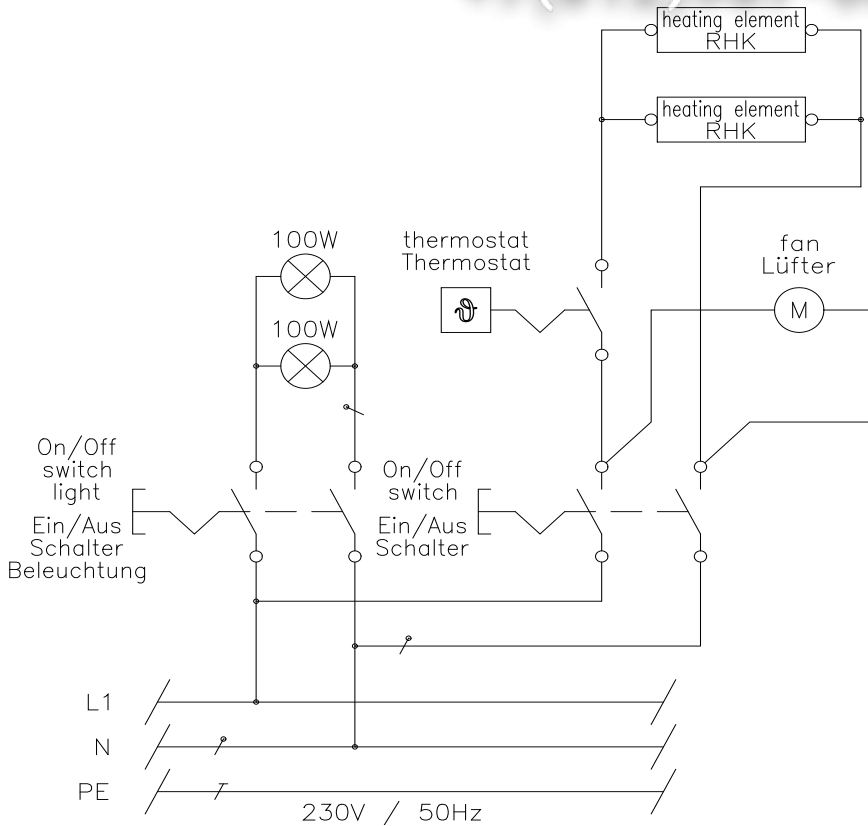 heating element
RHK
heating element
RHK
100W
thermostat
Thermostat
fan
Lüfter
ϑ
M
100W
On/Off
switch
light
Ein/Aus
Schalter
Beleuchtung
On/Off
switch
Ein/Aus
Schalter
L1
N
PE
230V / 50Hz